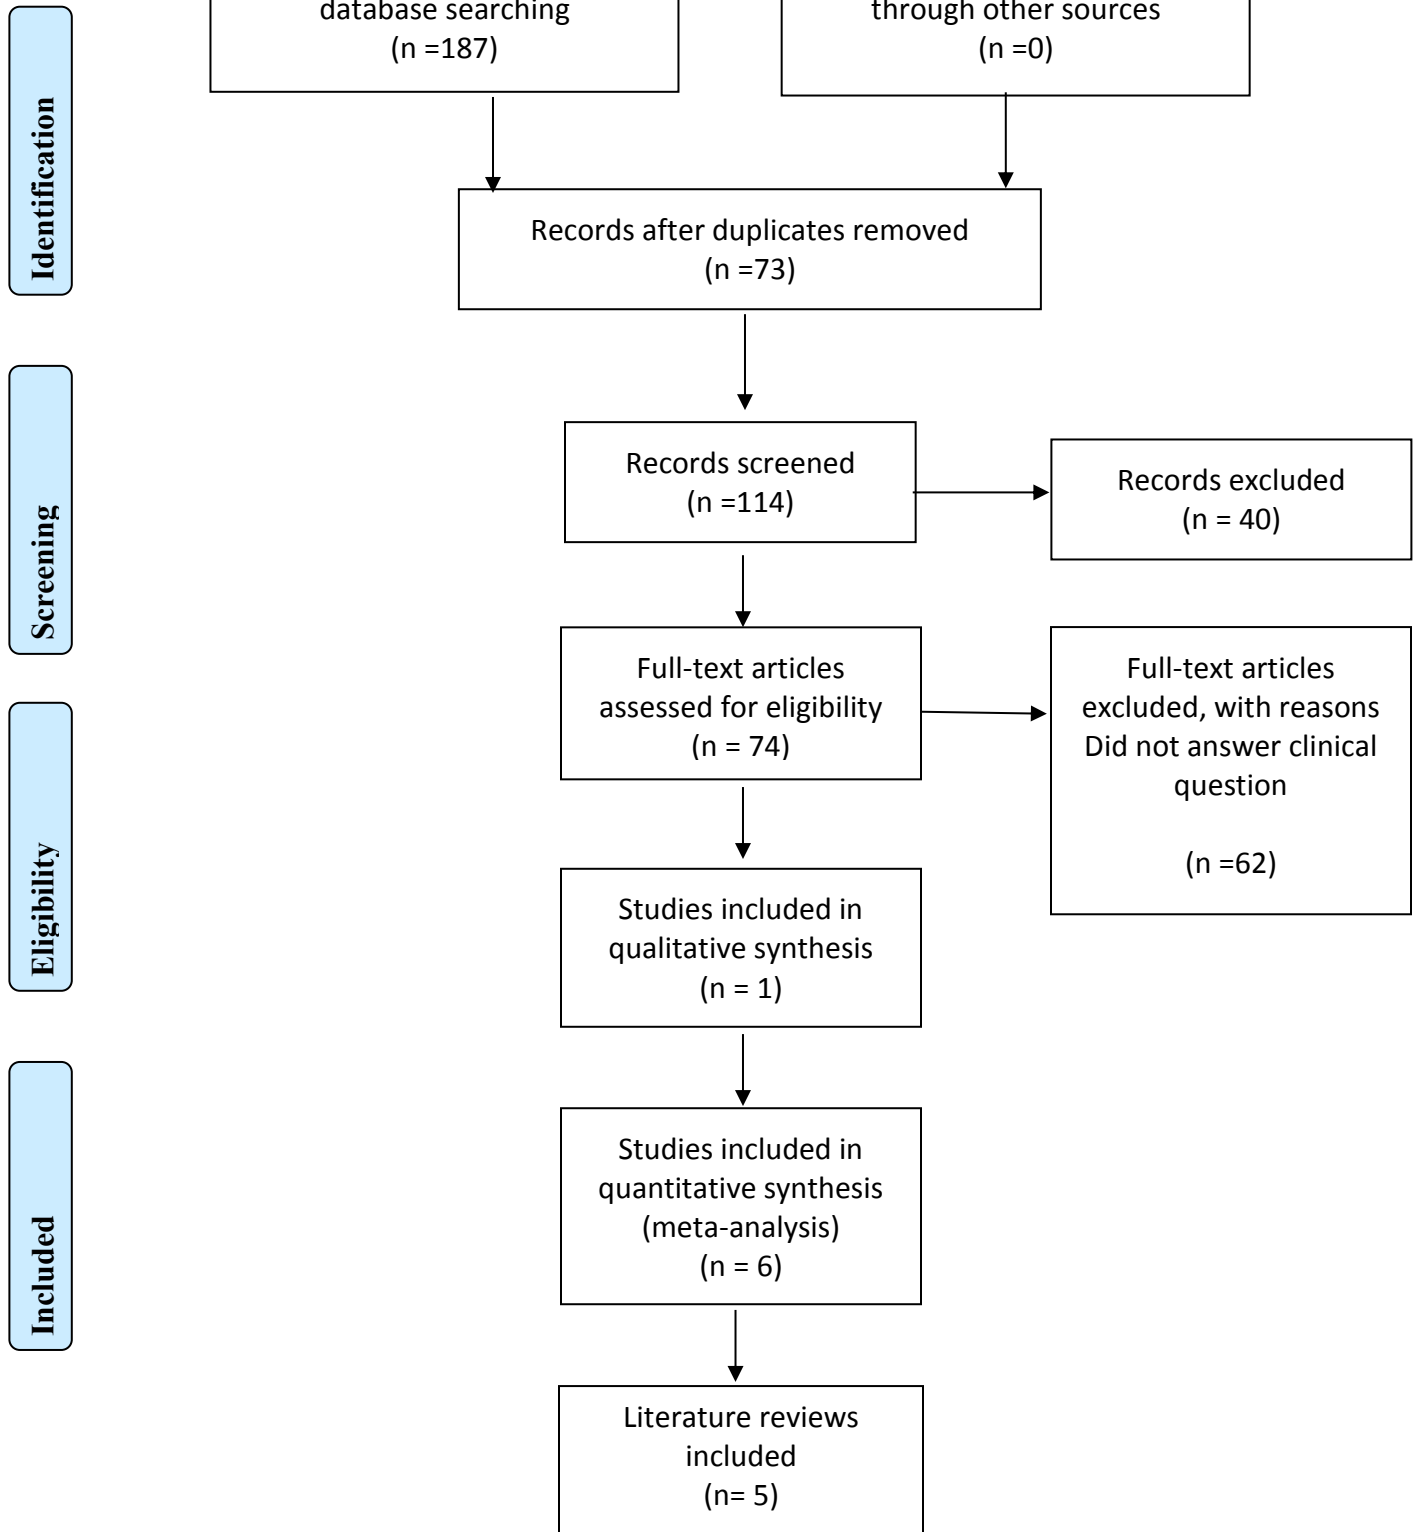 database searching
(n =187)
through other sources
(n =0)
Identification
Records after duplicates removed
(n =73)
Screening
Records screened
(n =114)
Records excluded
(n = 40)
Full-text articles
assessed for eligibility
(n = 74)
Full-text articles
excluded, with reasons
Did not answer clinical
question
(n =62)
Eligibility
Studies included in
qualitative synthesis
(n = 1)
Included
Studies included in
quantitative synthesis
(meta-analysis)
(n = 6)
Literature reviews
included
(n= 5)